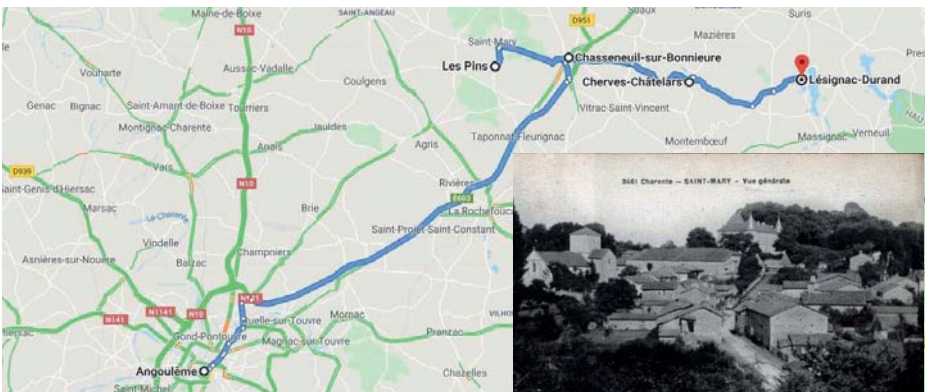 Maine-de-Boixe
SAINT-ANGEAU
N10
D951
Suris
Saint-Mary
Mazières
Les Pins
Chasseneuil-sur-Bonnieure
Aussac-Vadalle
Cherves-Châtelars
Lésignac-Durand
Vouharte
Coulgens
Genac
Bignac
Saint-Amant-de-Boixe
Tourriers
Vitrac-Saint-Vincent
Montignac-Charente
Jauldes
Taponnat-Fleurignac
Montembœuf
Massignac
Verneuil
Anais
Agris
Vars
D939
N10
Saint-Genis-d'Hiersac
Rivières
E603
Marsac
Brie
La Rochefouca
La Charente
Saint-Projet-Saint-Constant
Vindelle
Champniers
Asnières-sur-Nouère
Balzac
N141
N1141
N10
Mornac
Gond-Pontouvre
Magnac-sur-Touvre
Pranzac
Angoulême
Chazelles
Saint-Michel
3481 Charente — SAINT-MARY - Vue générale